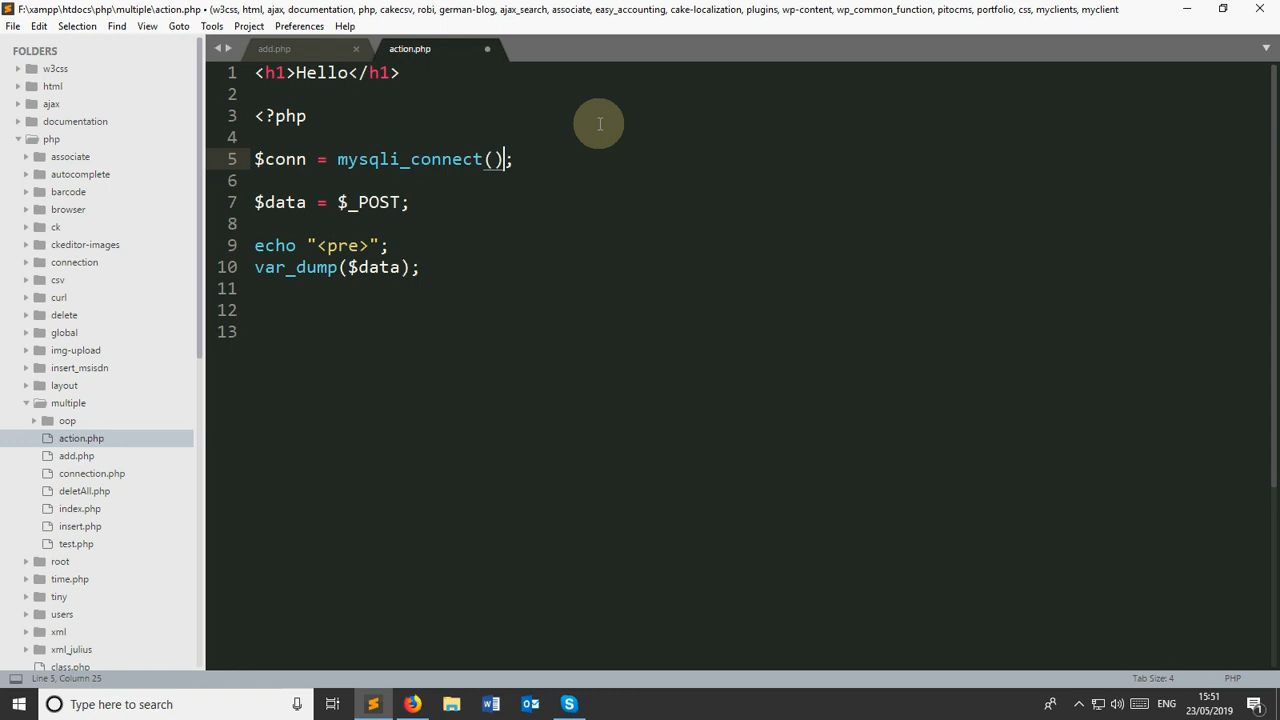 F:\xampp\htdocs\php\multiple\action.php • (w3css, html, ajax, documentation, php, cakecsv, robi, german-blog, ajax_search, associate, easy_accounting, cake-localization, plugins, wp-content, wp_common_function, pitocms, portfolio, css, myclients, myclient
File Edit Selection Find View Goto Tools Project Preferences Help
FOLDERS
w3css
html
ajax
documentation
php
associate
autocomplete
barcode
browser
ck
ckeditor-images
connection
csv
curl
delete
global
img-upload
insert_msisdn
layout
multiple
oop
action.php
add.php
connection.php
deletAll.php
index.php
insert.php
test.php
root
time.php
tiny
users
xml
xml_julius
class.php
add.php × action.php
1 <h1>Hello</h1>
2
3 <?php
4
5 $conn = mysqli_connect();
6
7 $data = $_POST;
8
9 echo "<pre>";
10 var_dump($data);
11
12
13
Line 5, Column 25 Tab Size: 4 PHP
Type here to search
ENG
15:51
23/05/2019
1